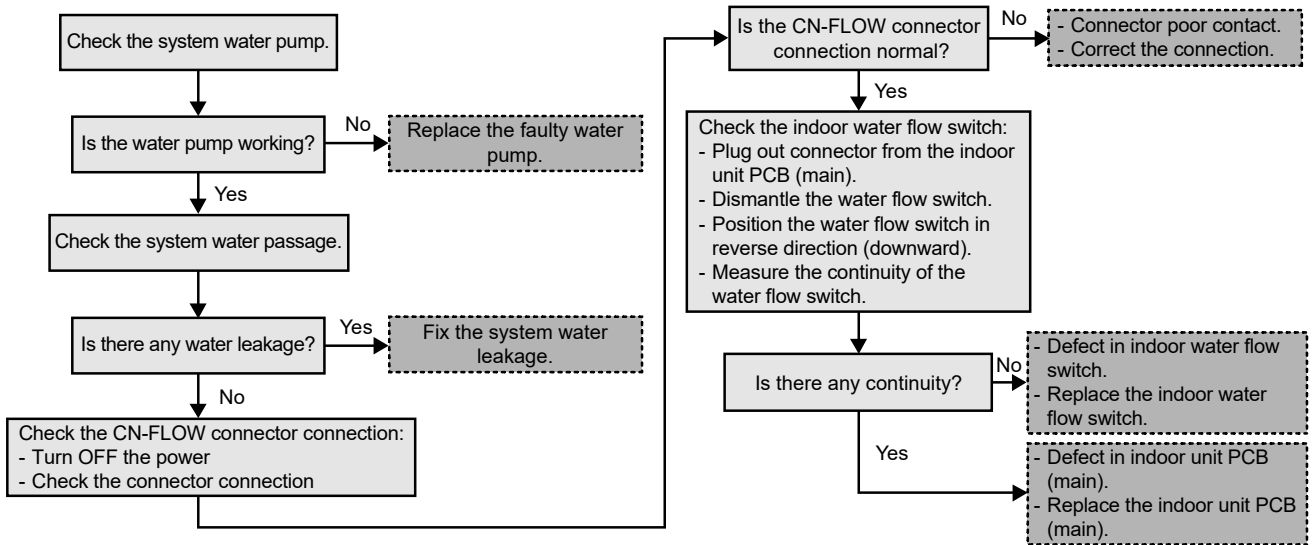 Check the system water pump.
Is the water pump working?
No
Replace the faulty water
pump.
Yes
Check the system water passage.
Is there any water leakage?
Yes
Fix the system water
leakage.
No
Check the CN-FLOW connector connection:
- Turn OFF the power
- Check the connector connection
Is the CN-FLOW connector
connection normal?
No
- Connector poor contact.
- Correct the connection.
Yes
Check the indoor water flow switch:
- Plug out connector from the indoor
unit PCB (main).
- Dismantle the water flow switch.
- Position the water flow switch in
reverse direction (downward).
- Measure the continuity of the
water flow switch.
Is there any continuity?
No
- Defect in indoor water flow
switch.
- Replace the indoor water
flow switch.
Yes
- Defect in indoor unit PCB
(main).
- Replace the indoor unit PCB
(main).